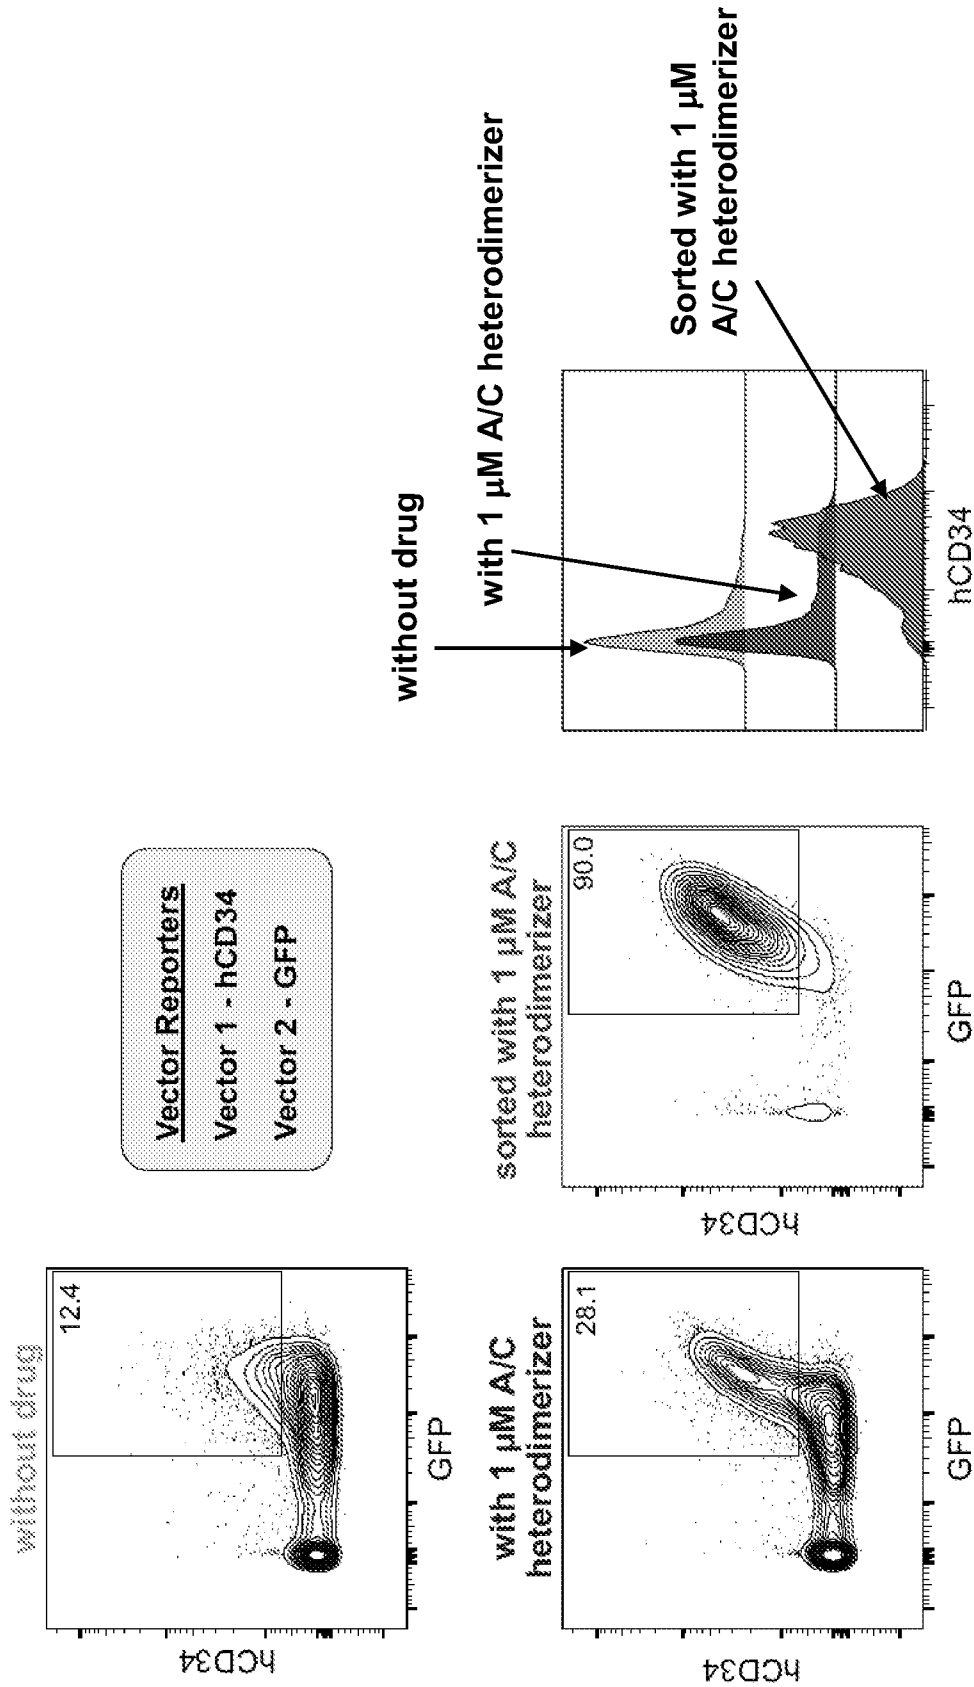 without drug
12.4
hCD34
GFP
Vector Reporters
Vector 1 - hCD34
Vector 2 - GFP
with 1 µM A/C
heterodimerizer
28.1
hCD34
GFP
sorted with 1 µM A/C
heterodimerizer
90.0
hCD34
GFP
without drug
with 1 µM A/C heterodimerizer
Sorted with 1 µM
A/C heterodimerizer
hCD34